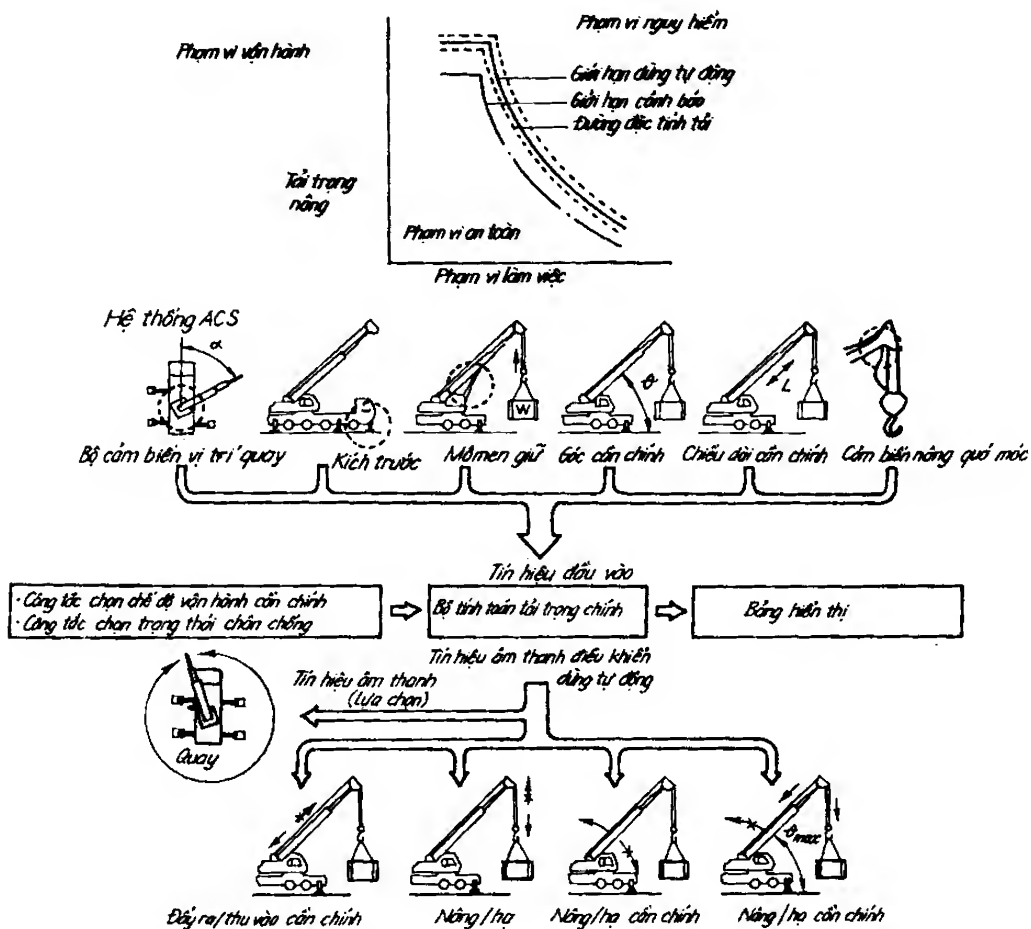 Phạm vi nguy hiểm
Phạm vi vận hành
Giới hạn dừng tự động
Giới hạn cảnh báo
Đường đặc tính tải
Tải trọng
nâng
Phạm vi an toàn
Phạm vi làm việc
Hệ thống ACS
α
W
θ
L
Bộ cảm biến vị trí quay
Kích trước
Mômen giữ
Góc cần chính
Chiều dài cần chính
Cảm biến nâng quá móc
Tín hiệu đầu vào
· Công tắc chọn chế độ vận hành cần chính
· Công tắc chọn trạng thái chân chống
Bộ tính toán tải trọng chính
Bảng hiển thị
Tín hiệu âm thanh điều khiển
dừng tự động
Tín hiệu âm thanh
(Lựa chọn)
Quay
θmax
Đẩy ra/thu vào cần chính
Nâng/hạ
Nâng/hạ cần chính
Nâng/hạ cần chính